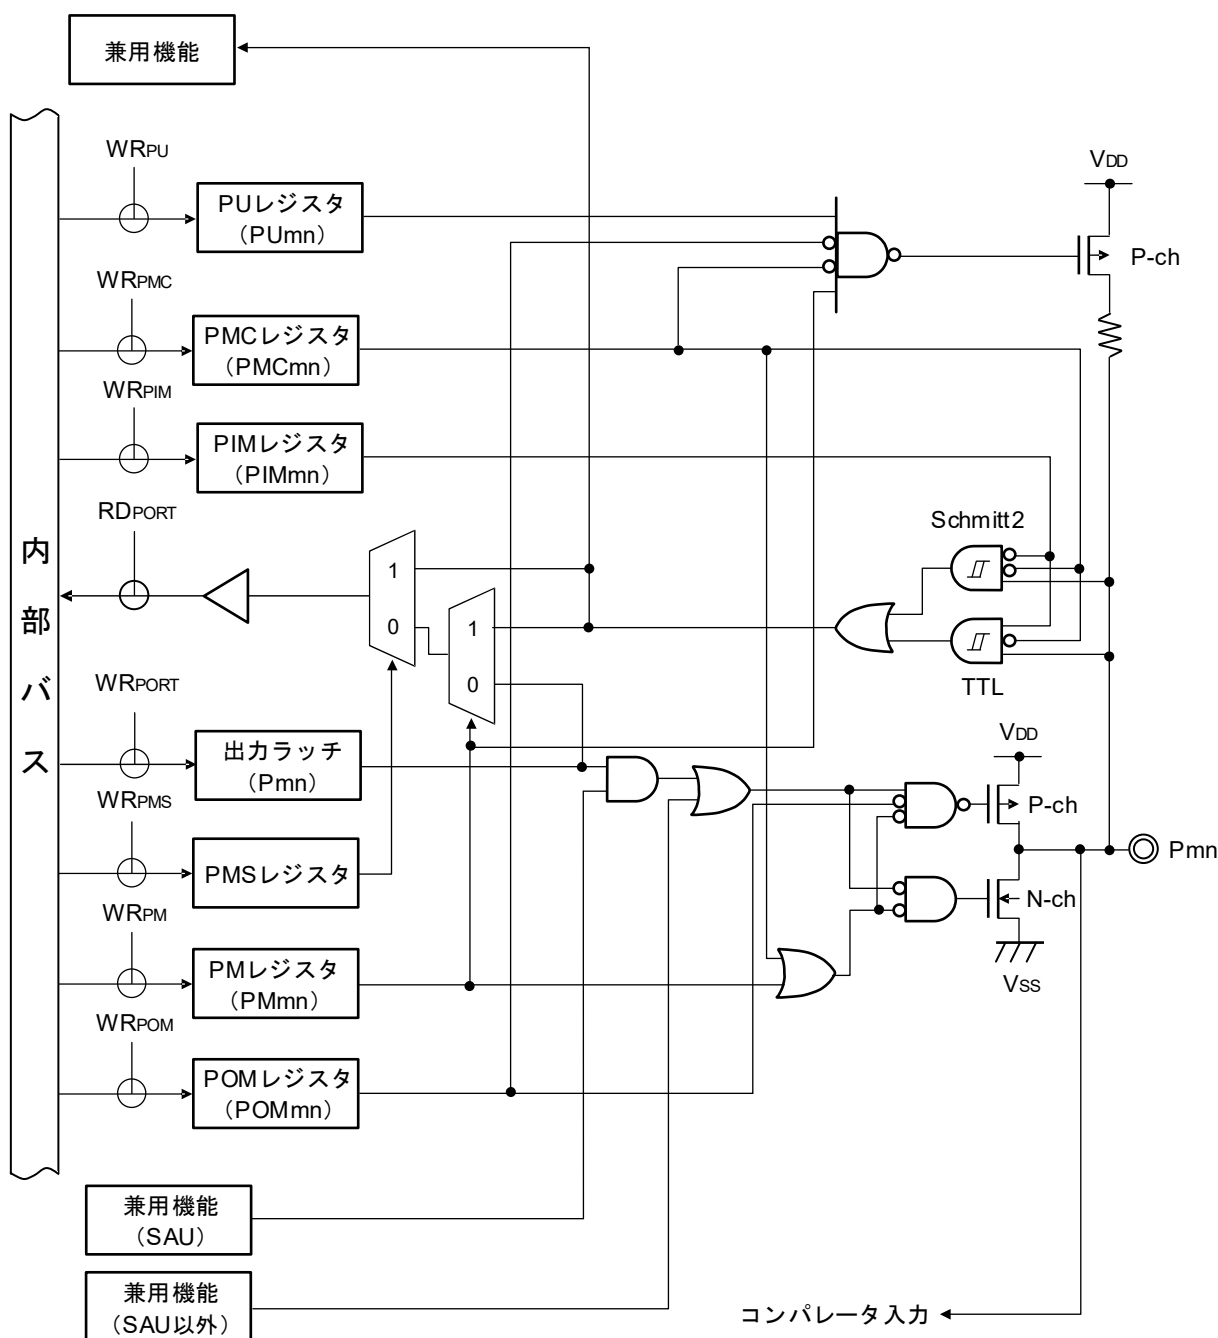 兼用機能
WRPU
PUレジスタ
（PUmn）
VDD
P-ch
WRPMC
PMCレジスタ
（PMCmn）
WRPIM
PIMレジスタ
（PIMmn）
RDPORT
Schmitt2
1
0
1
0
TTL
内部バス
WRPORT
出力ラッチ
（Pmn）
VDD
P-ch
WRPMS
PMSレジスタ
Pmn
N-ch
VSS
WRPM
PMレジスタ
（PMmn）
WRPOM
POMレジスタ
（POMmn）
兼用機能
（SAU）
兼用機能
（SAU以外）
コンパレータ入力